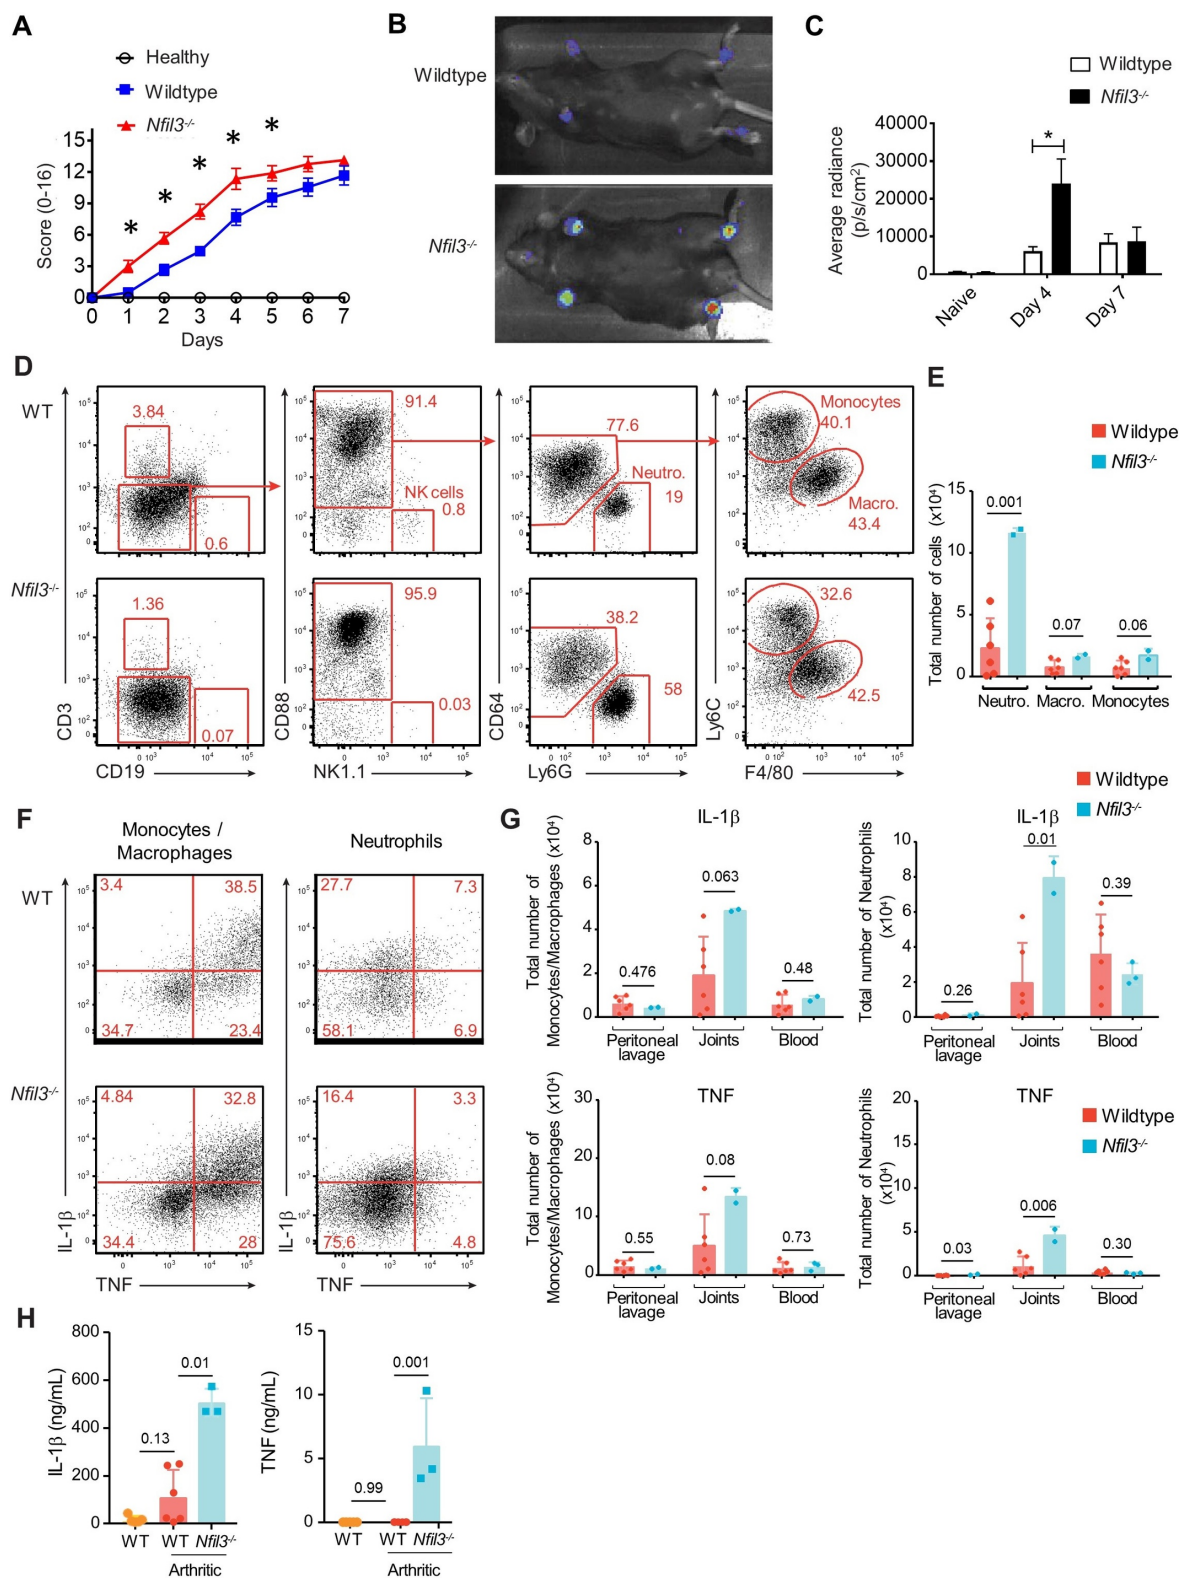 A
Healthy
Wildtype
Nfil3-/-
Score (0-16)
15
12
9
6
3
0
* * * * *
0 1 2 3 4 5 6 7
Days
B
Wildtype
Nfil3-/-
C
Wildtype
Nfil3-/-
Average radiance
(p/s/cm²)
40000
30000
20000
10000
0
*
Naive
Day 4
Day 7
D
WT
3.84
0.6
91.4
NK cells
0.8
77.6
Neutro.
19
Monocytes
40.1
Macro.
43.4
Nfil3-/-
1.36
0.07
95.9
0.03
38.2
58
32.6
42.5
CD3
CD19
CD88
NK1.1
CD64
Ly6G
Ly6C
F4/80
E
Wildype
Nfil3-/-
Total number of cells (x10⁴)
15
10
5
0
0.001
0.07
0.06
Neutro. Macro. Monocytes
F
Monocytes /
Macrophages
Neutrophils
WT
3.4 38.5
34.7 23.4
27.7 7.3
58.1 6.9
Nfil3-/-
4.84 32.8
34.4 28
16.4 3.3
75.6 4.8
IL-1β
TNF
IL-1β
TNF
G
Wildtype
Nfil3-/-
IL-1β
Total number of
Monocytes/Macrophages (x10⁴)
8
6
4
2
0
0.476
0.063
0.48
Peritoneal
lavage
Joints
Blood
IL-1β
Total number of Neutrophils
(x10⁴)
10
8
6
4
2
0
0.26
0.01
0.39
Peritoneal
lavage
Joints
Blood
TNF
Total number of
Monocytes/Macrophages (x10⁴)
30
20
10
0
0.55
0.08
0.73
Peritoneal
lavage
Joints
Blood
TNF
Wildtype
Nfil3-/-
Total number of Neutrophils
(x10⁴)
20
15
10
5
0
0.03
0.006
0.30
Peritoneal
lavage
Joints
Blood
H
IL-1β (ng/mL)
800
600
400
200
0
0.13
0.01
WT WT Nfil3-/-
Arthritic
TNF (ng/mL)
15
10
5
0
0.99
0.001
WT WT Nfil3-/-
Arthritic